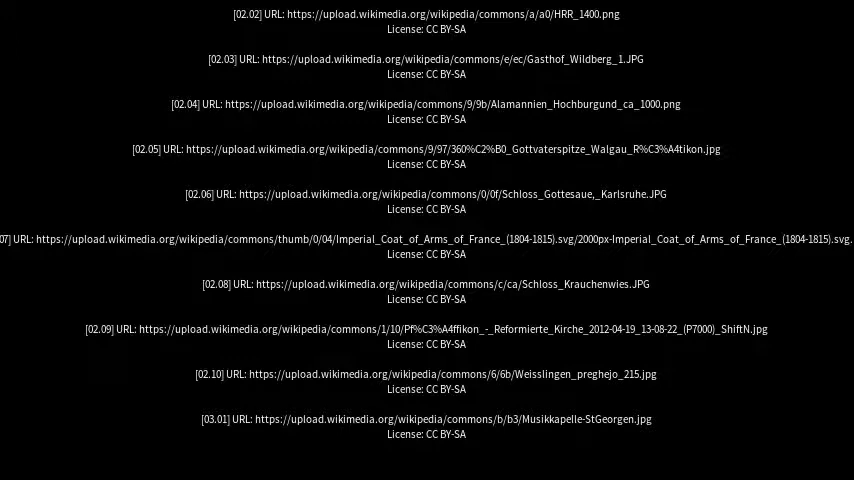 [02.02] URL: https://upload.wikimedia.org/wikipedia/commons/a/a0/HRR_1400.png
License: CC BY-SA
[02.03] URL: https://upload.wikimedia.org/wikipedia/commons/e/ec/Gasthof_Wildberg_1.JPG
License: CC BY-SA
[02.04] URL: https://upload.wikimedia.org/wikipedia/commons/9/9b/Alamannien_Hochburgund_ca_1000.png
License: CC BY-SA
[02.05] URL: https://upload.wikimedia.org/wikipedia/commons/9/97/360%C2%B0_Gottvaterspitze_Walgau_R%C3%A4tikon.jpg
License: CC BY-SA
[02.06] URL: https://upload.wikimedia.org/wikipedia/commons/0/0f/Schloss_Gottesaue,_Karlsruhe.JPG
License: CC BY-SA
07] URL: https://upload.wikimedia.org/wikipedia/commons/thumb/0/04/Imperial_Coat_of_Arms_of_France_(1804-1815).svg/2000px-Imperial_Coat_of_Arms_of_France_(1804-1815).svg.
License: CC BY-SA
[02.08] URL: https://upload.wikimedia.org/wikipedia/commons/c/ca/Schloss_Krauchenwies.JPG
License: CC BY-SA
[02.09] URL: https://upload.wikimedia.org/wikipedia/commons/1/10/Pf%C3%A4ffikon_-_Reformierte_Kirche_2012-04-19_13-08-22_(P7000)_ShiftN.jpg
License: CC BY-SA
[02.10] URL: https://upload.wikimedia.org/wikipedia/commons/6/6b/Weisslingen_preghejo_215.jpg
License: CC BY-SA
[03.01] URL: https://upload.wikimedia.org/wikipedia/commons/b/b3/Musikkapelle-StGeorgen.jpg
License: CC BY-SA